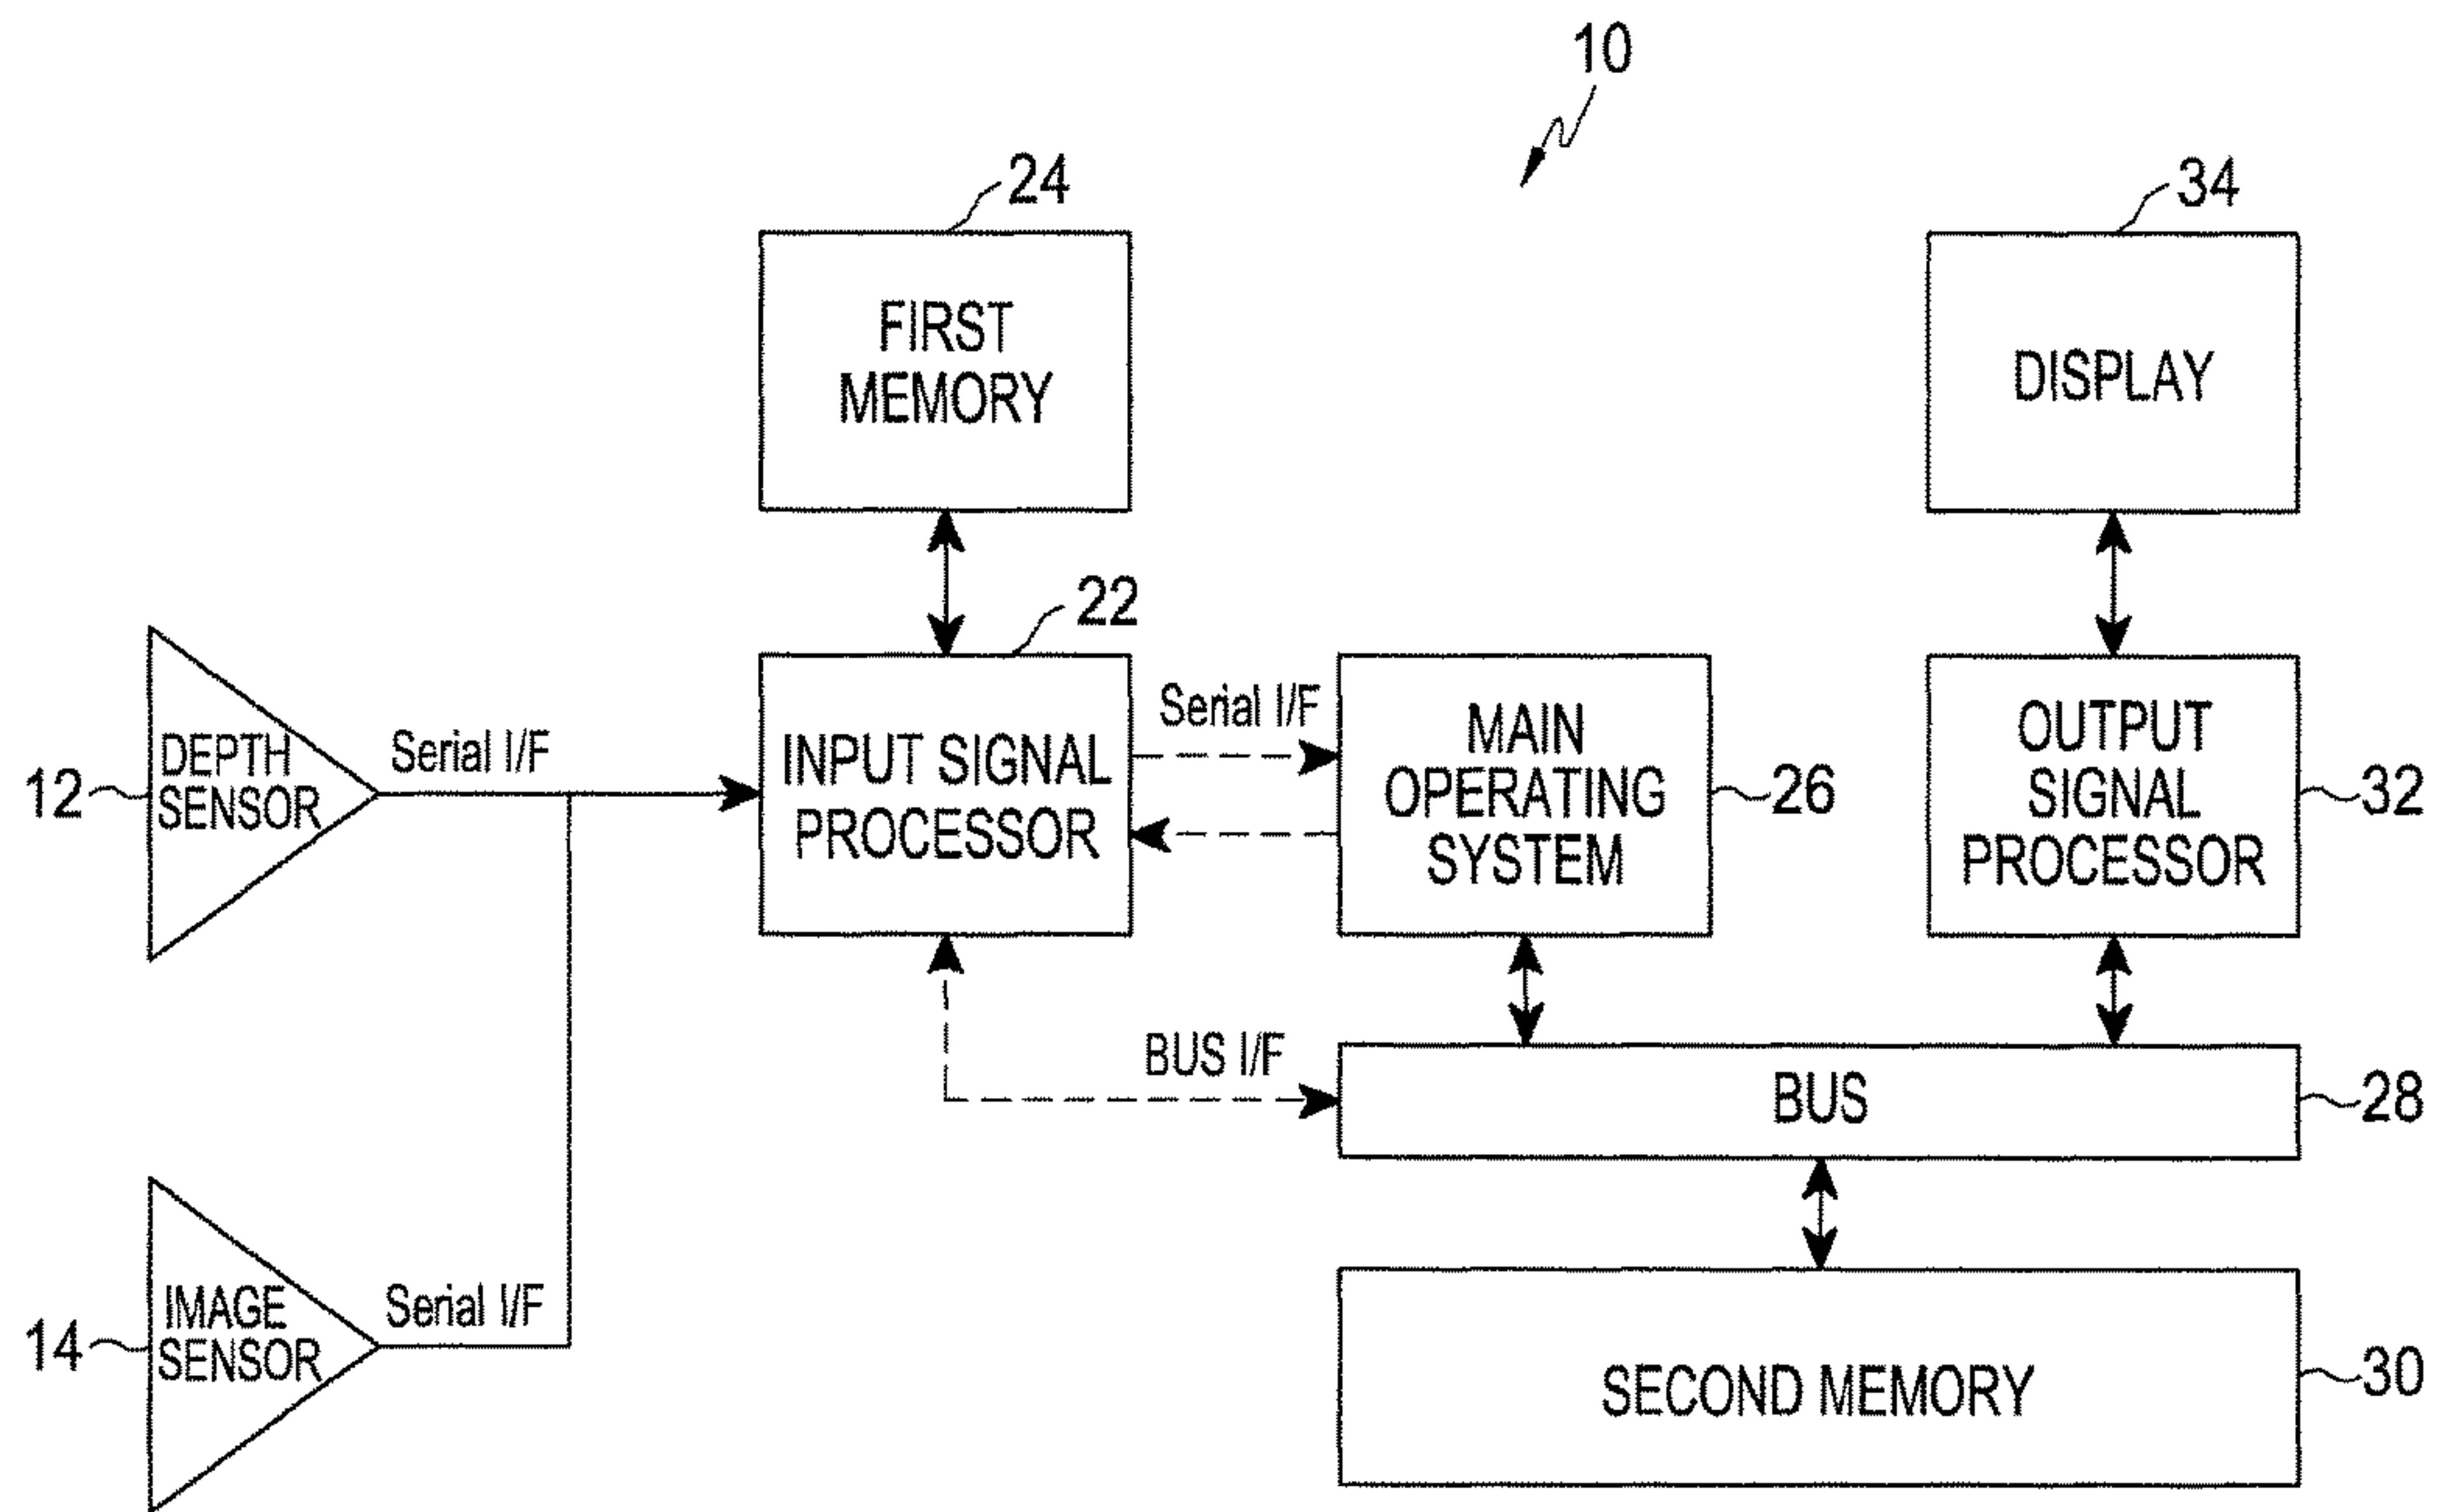 10
24
34
FIRST
MEMORY
DISPLAY
22
12
DEPTH
SENSOR
Serial I/F
INPUT SIGNAL
PROCESSOR
Serial I/F
MAIN
OPERATING
SYSTEM
26
OUTPUT
SIGNAL
PROCESSOR
32
BUS I/F
BUS
28
14
IMAGE
SENSOR
Serial I/F
SECOND MEMORY
30